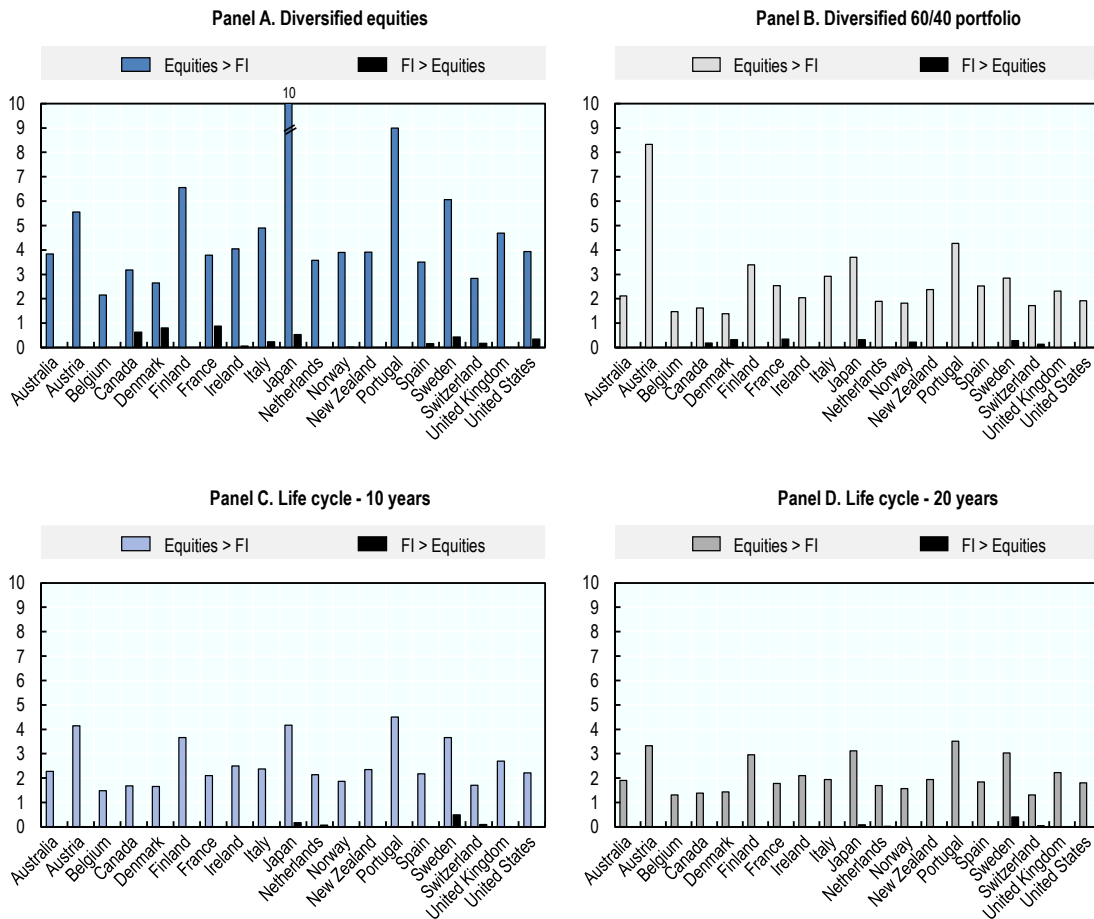 Panel A. Diversified equities
Equities > FI
FI > Equities
10
10
9
8
7
6
5
4
3
2
1
0
Australia
Austria
Belgium
Canada
Denmark
Finland
France
Ireland
Italy
Japan
Netherlands
Norway
New Zealand
Portugal
Spain
Sweden
Switzerland
United Kingdom
United States
Panel B. Diversified 60/40 portfolio
Equities > FI
FI > Equities
10
9
8
7
6
5
4
3
2
1
0
Australia
Austria
Belgium
Canada
Denmark
Finland
France
Ireland
Italy
Japan
Netherlands
Norway
New Zealand
Portugal
Spain
Sweden
Switzerland
United Kingdom
United States
Panel C. Life cycle - 10 years
Equities > FI
FI > Equities
10
9
8
7
6
5
4
3
2
1
0
Australia
Austria
Belgium
Canada
Denmark
Finland
France
Ireland
Italy
Japan
Netherlands
Norway
New Zealand
Portugal
Spain
Sweden
Switzerland
United Kingdom
United States
Panel D. Life cycle - 20 years
Equities > FI
FI > Equities
10
9
8
7
6
5
4
3
2
1
0
Australia
Austria
Belgium
Canada
Denmark
Finland
France
Ireland
Italy
Japan
Netherlands
Norway
New Zealand
Portugal
Spain
Sweden
Switzerland
United Kingdom
United States